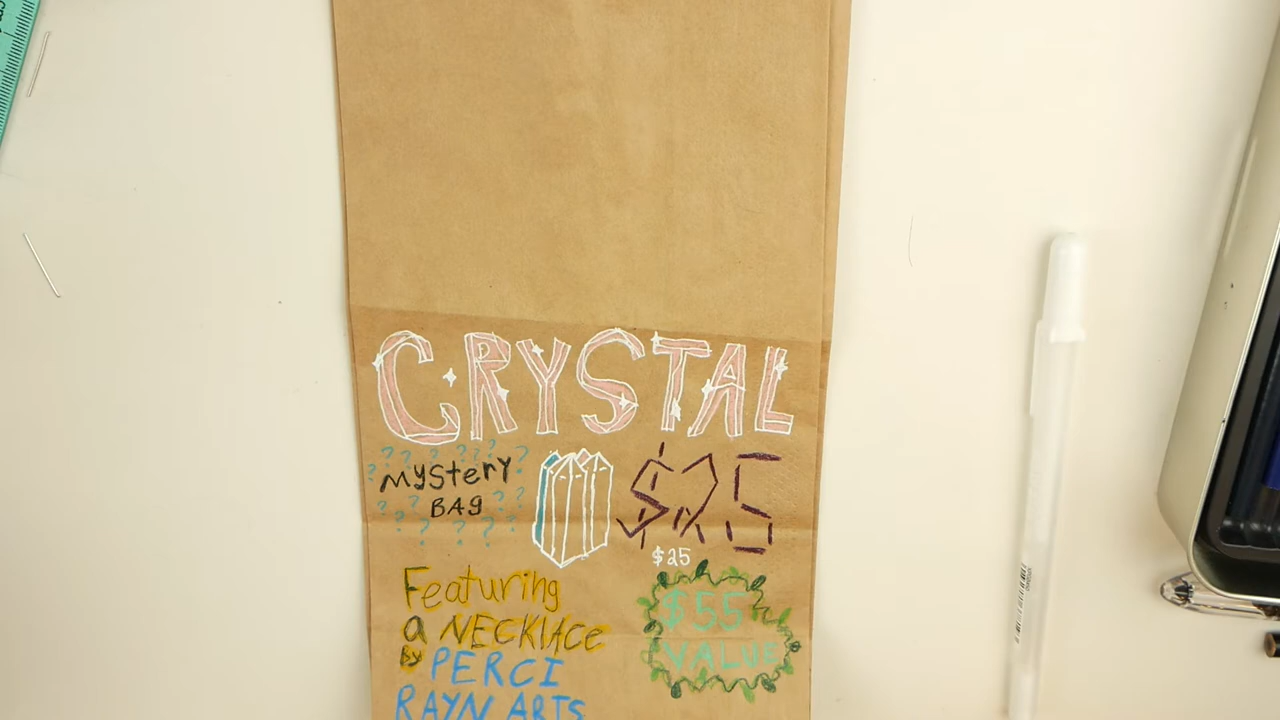 CRYSTAL
Mystery
BAg
$25
$25
Featuring
a NECKlAce
By PERCI
RAYN ARTS
$55
VALUE